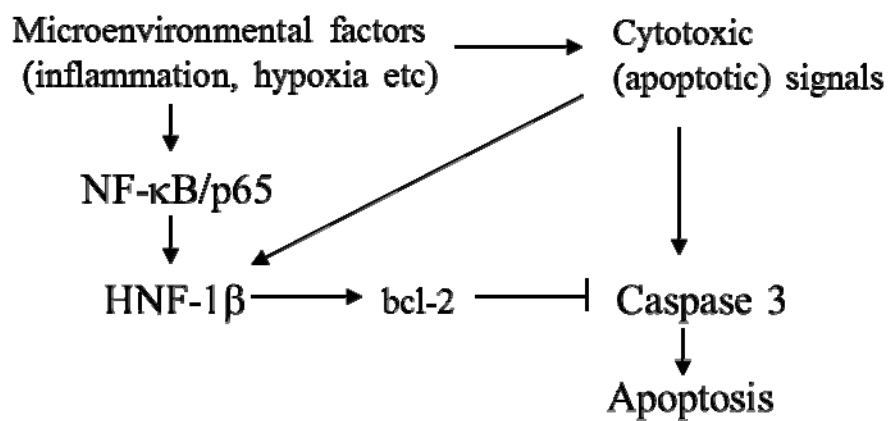 Microenvironmental factors
(inflammation, hypoxia etc)
Cytotoxic
(apoptotic) signals
NF-κB/p65
HNF-1β
bcl-2
Caspase 3
Apoptosis